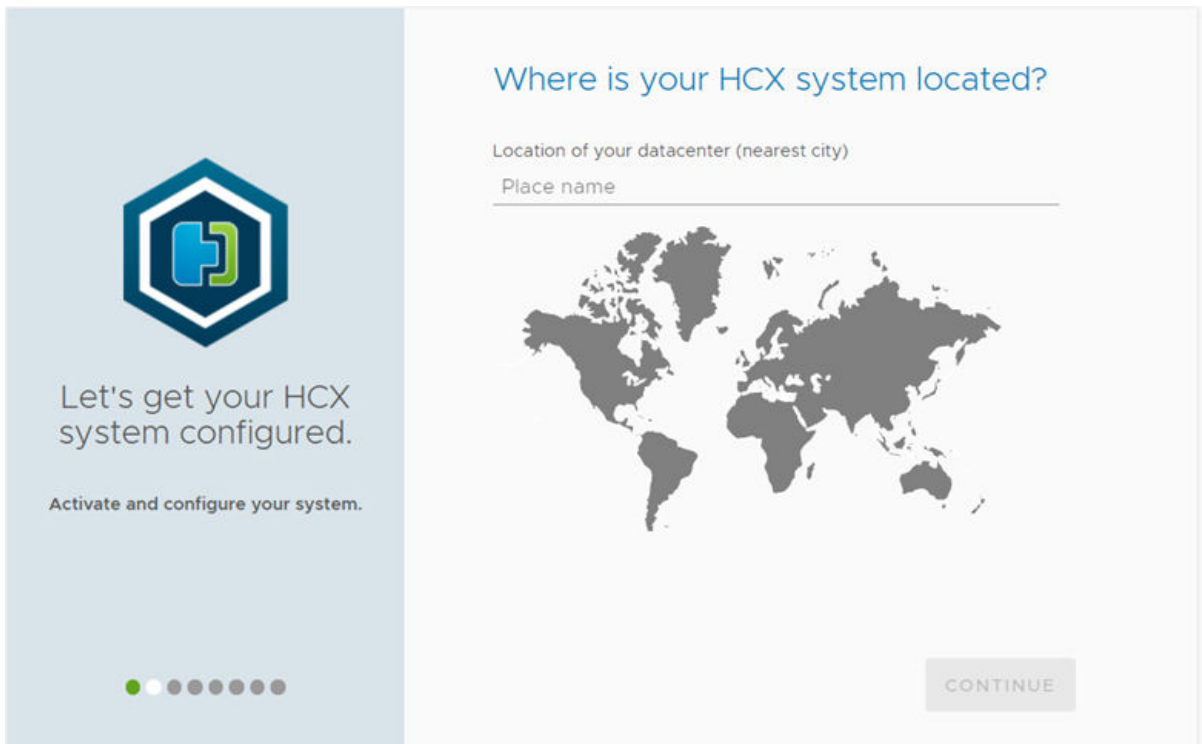 Where is your HCX system located?
Location of your datacenter (nearest city)
Place name
Let's get your HCX
system configured.
Activate and configure your system.
CONTINUE